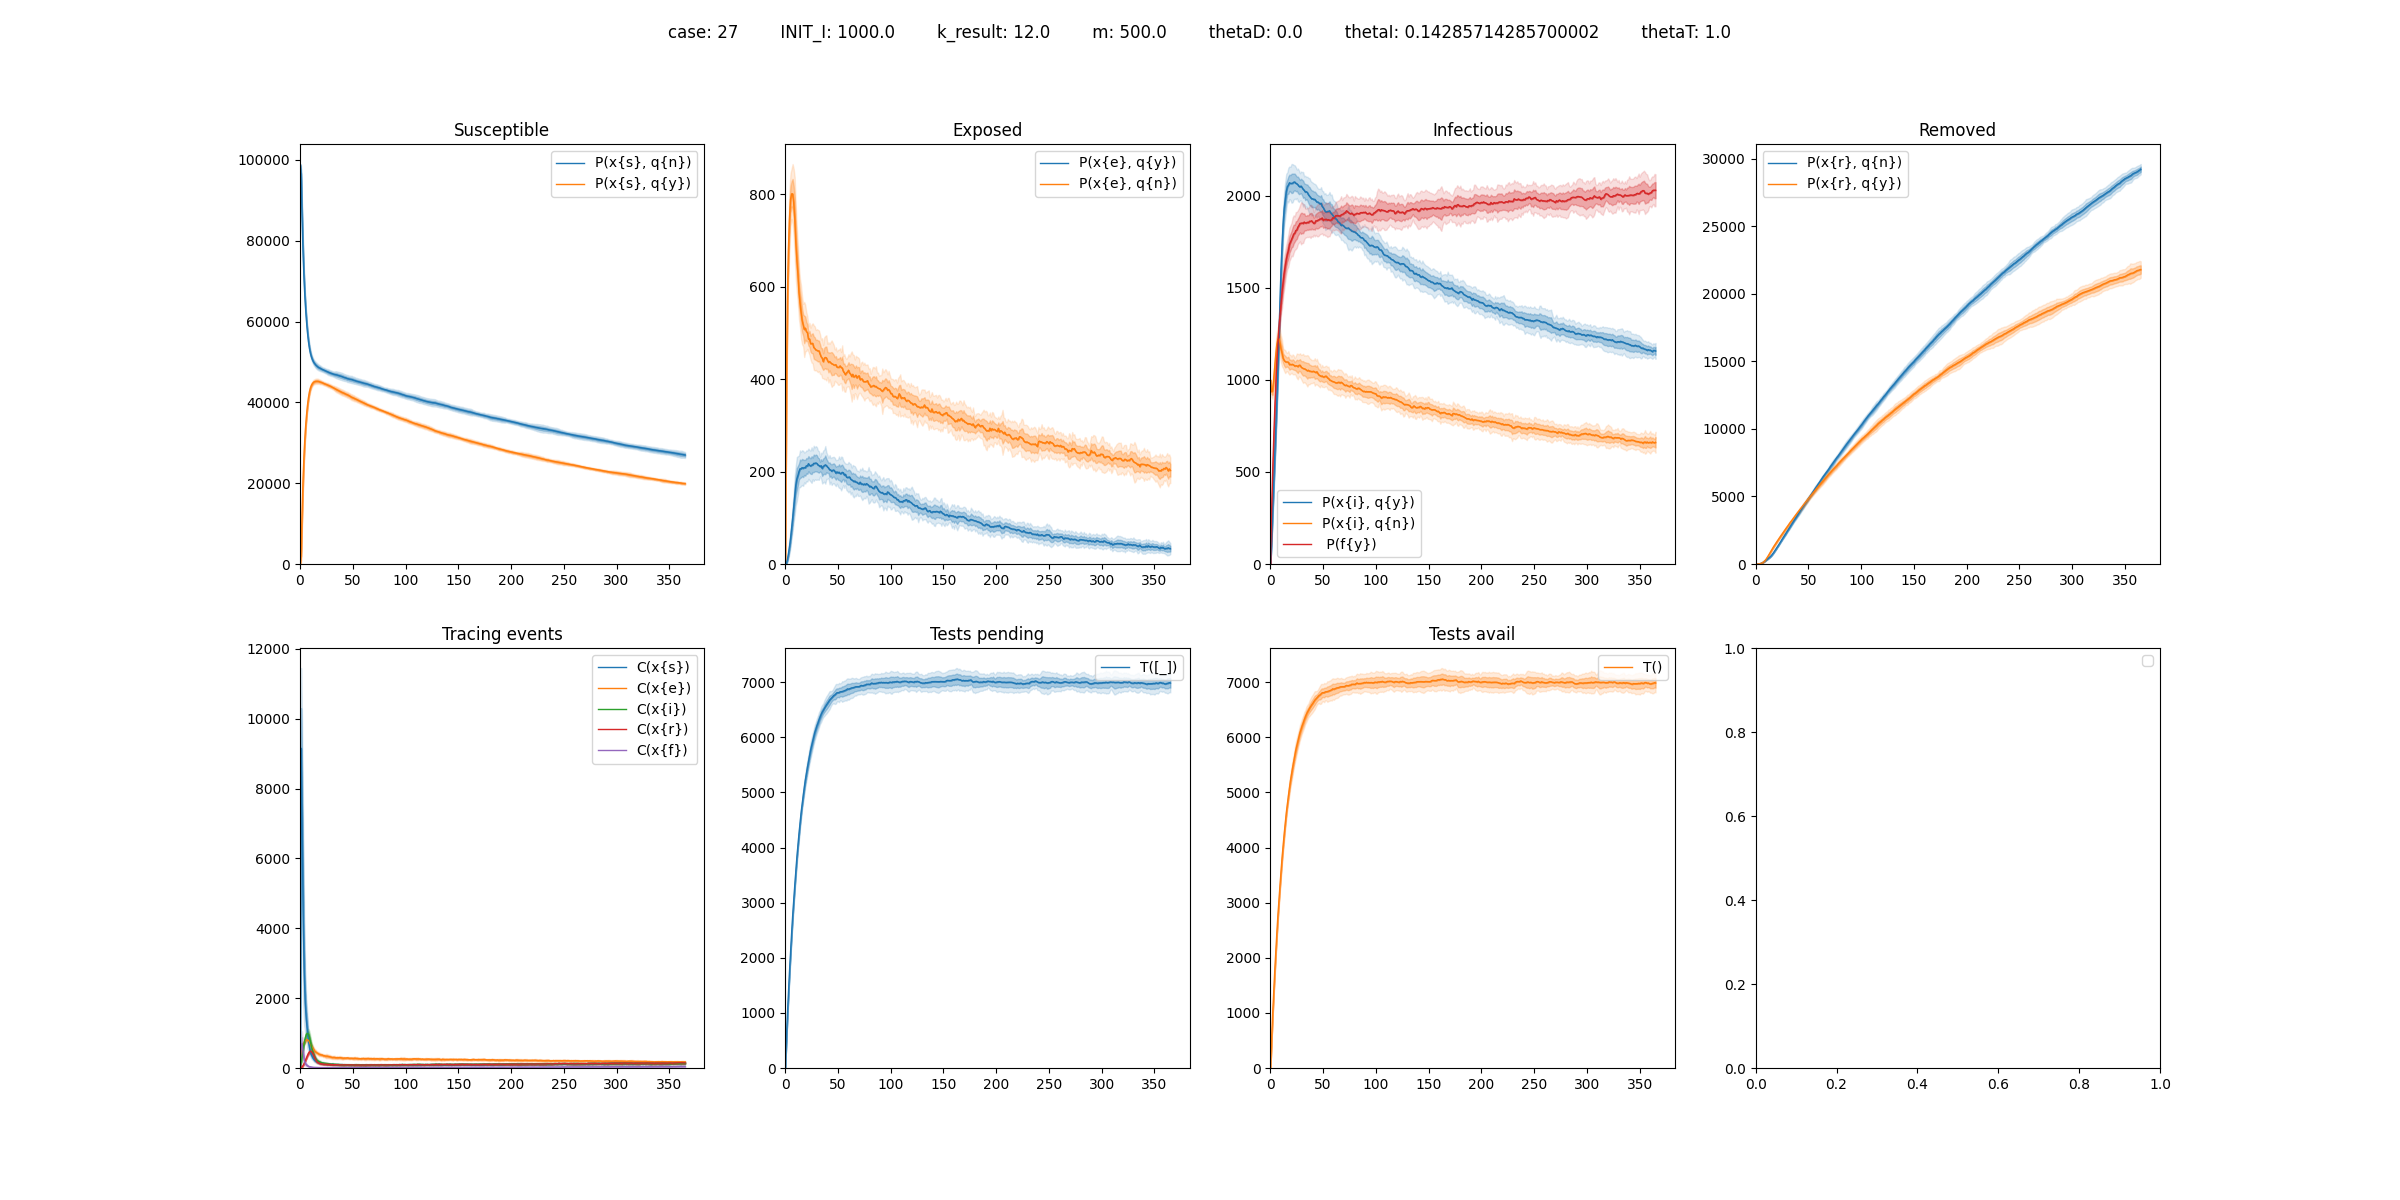 case: 27 INIT_I: 1000.0 k_result: 12.0 m: 500.0 thetaD: 0.0 thetaI: 0.14285714285700002 thetaT: 1.0
Susceptible
100000
80000
60000
40000
20000
0
0 50 100 150 200 250 300 350
P(x{s}, q{n})
P(x{s}, q{y})
Exposed
800
600
400
200
0
0 50 100 150 200 250 300 350
P(x{e}, q{y})
P(x{e}, q{n})
Infectious
2000
1500
1000
500
0
0 50 100 150 200 250 300 350
P(x{i}, q{y})
P(x{i}, q{n})
P(f{y})
Removed
30000
25000
20000
15000
10000
5000
0
0 50 100 150 200 250 300 350
P(x{r}, q{n})
P(x{r}, q{y})
Tracing events
12000
10000
8000
6000
4000
2000
0
0 50 100 150 200 250 300 350
C(x{s})
C(x{e})
C(x{i})
C(x{r})
C(x{f})
Tests pending
7000
6000
5000
4000
3000
2000
1000
0
0 50 100 150 200 250 300 350
T([_])
Tests avail
7000
6000
5000
4000
3000
2000
1000
0
0 50 100 150 200 250 300 350
T()
1.0
0.8
0.6
0.4
0.2
0.0
0.0 0.2 0.4 0.6 0.8 1.0